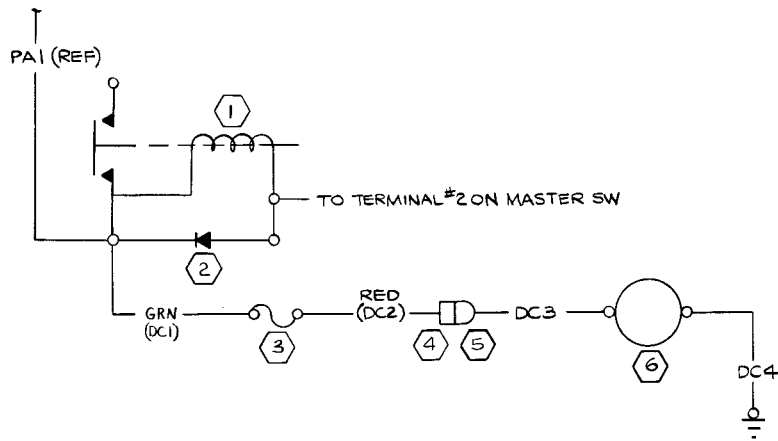 PA1 (REF)
1
TO TERMINAL #2 ON MASTER SW
2
GRN
(DC1)
3
RED
(DC2)
4
5
DC3
6
DC4